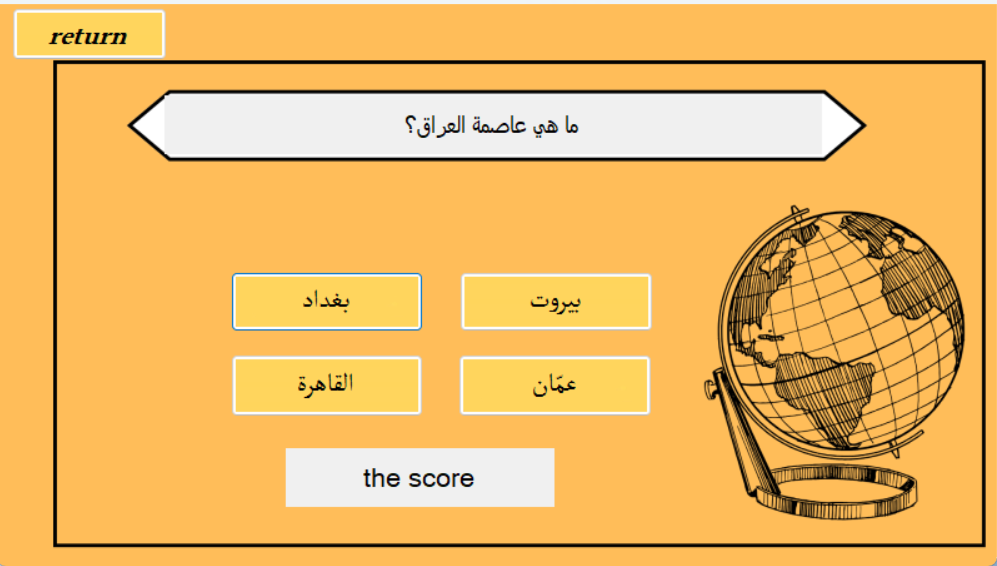 return
ما هي عاصمة العراق؟
بيروت
بغداد
عمّان
القاهرة
the score